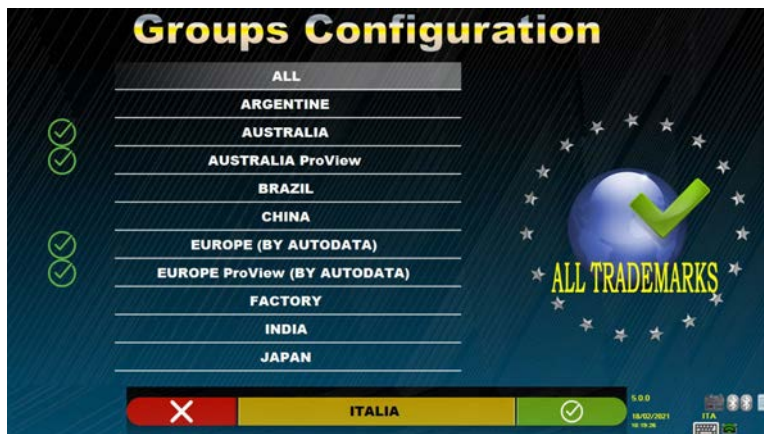 Groups Configuration
ALL
ARGENTINE
AUSTRALIA
AUSTRALIA ProView
BRAZIL
CHINA
EUROPE (BY AUTODATA)
EUROPE ProView (BY AUTODATA)
FACTORY
INDIA
JAPAN
ALL TRADEMARKS
ITALIA
5.0.0
18/02/2021
ITA